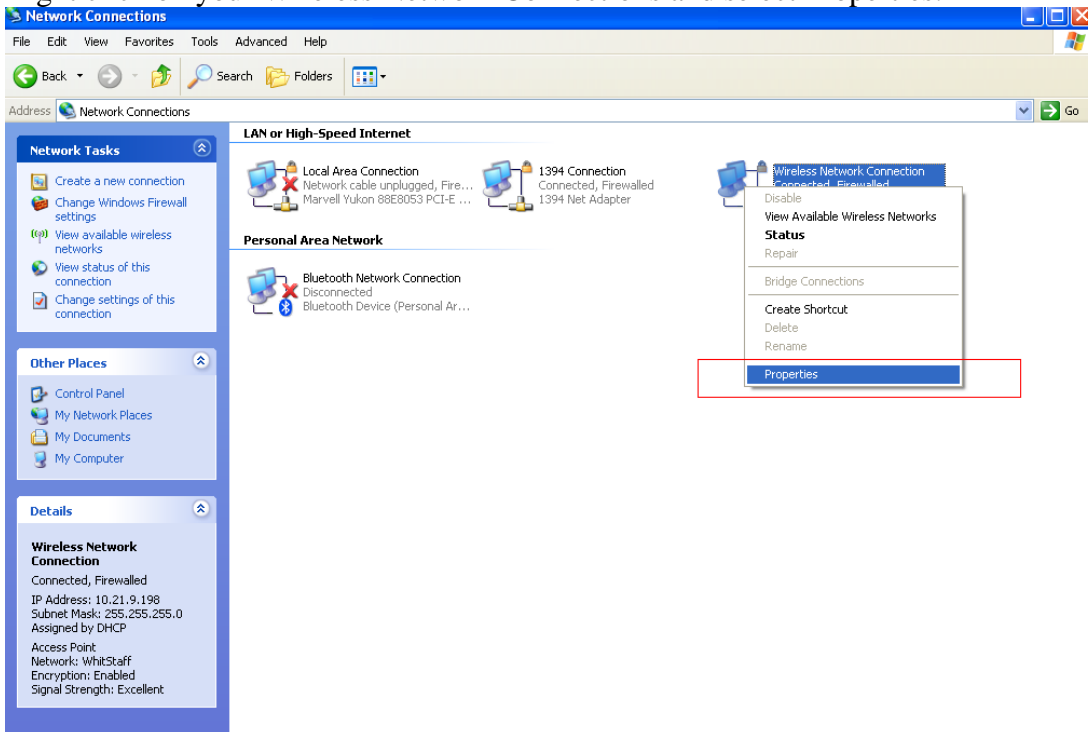 Network Connections
File Edit View Favorites Tools Advanced Help
Back Search Folders
Address Network Connections Go
Network Tasks
Create a new connection
Change Windows Firewall
settings
View available wireless
networks
View status of this
connection
Change settings of this
connection
Other Places
Control Panel
My Network Places
My Documents
My Computer
Details
Wireless Network
Connection
Connected, Firewalled
IP Address: 10.21.9.198
Subnet Mask: 255.255.255.0
Assigned by DHCP
Access Point
Network: WhitStaff
Encryption: Enabled
Signal Strength: Excellent
LAN or High-Speed Internet
Local Area Connection
Network cable unplugged, Fire...
Marvell Yukon 88E8053 PCI-E ...
1394 Connection
Connected, Firewalled
1394 Net Adapter
Wireless Network Connection
Connected, Firewalled
Disable
View Available Wireless Networks
Status
Repair
Bridge Connections
Create Shortcut
Delete
Rename
Properties
Personal Area Network
Bluetooth Network Connection
Disconnected
Bluetooth Device (Personal Ar...